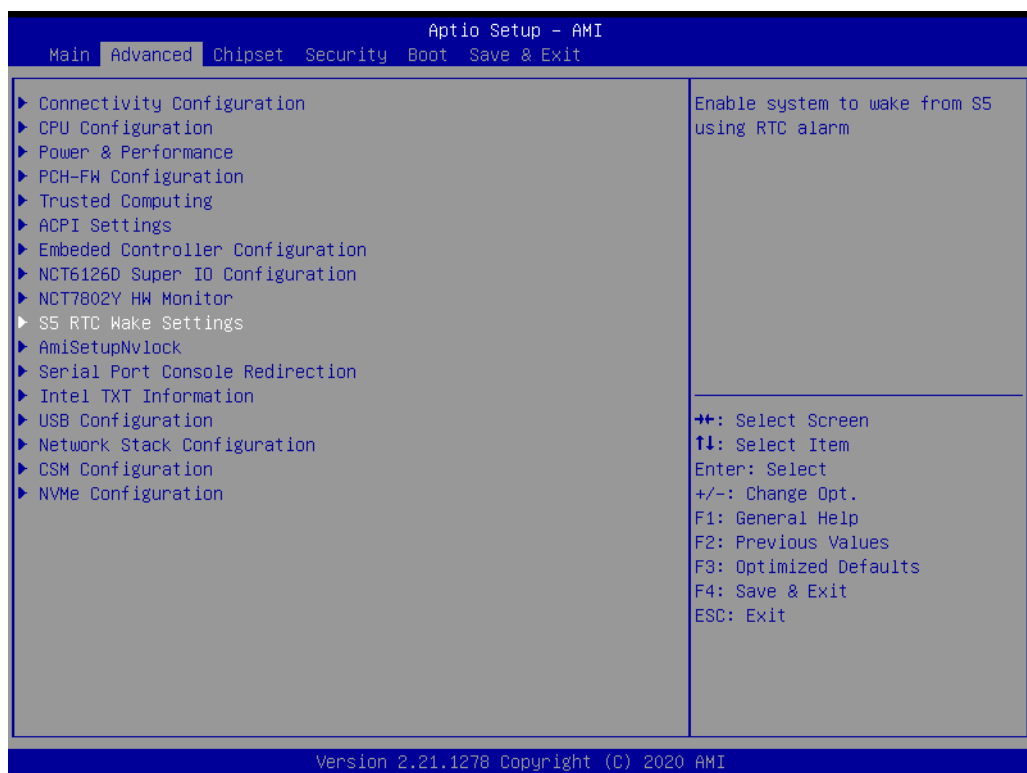 Aptio Setup – AMI
Main Advanced Chipset Security Boot Save & Exit
Connectivity Configuration
CPU Configuration
Power & Performance
PCH-FW Configuration
Trusted Computing
ACPI Settings
Embeded Controller Configuration
NCT6126D Super IO Configuration
NCT7802Y HW Monitor
S5 RTC Wake Settings
AmiSetupNvlock
Serial Port Console Redirection
Intel TXT Information
USB Configuration
Network Stack Configuration
CSM Configuration
NVMe Configuration
Enable system to wake from S5
using RTC alarm
→←: Select Screen
↑↓: Select Item
Enter: Select
+/-: Change Opt.
F1: General Help
F2: Previous Values
F3: Optimized Defaults
F4: Save & Exit
ESC: Exit
Version 2.21.1278 Copyright (C) 2020 AMI